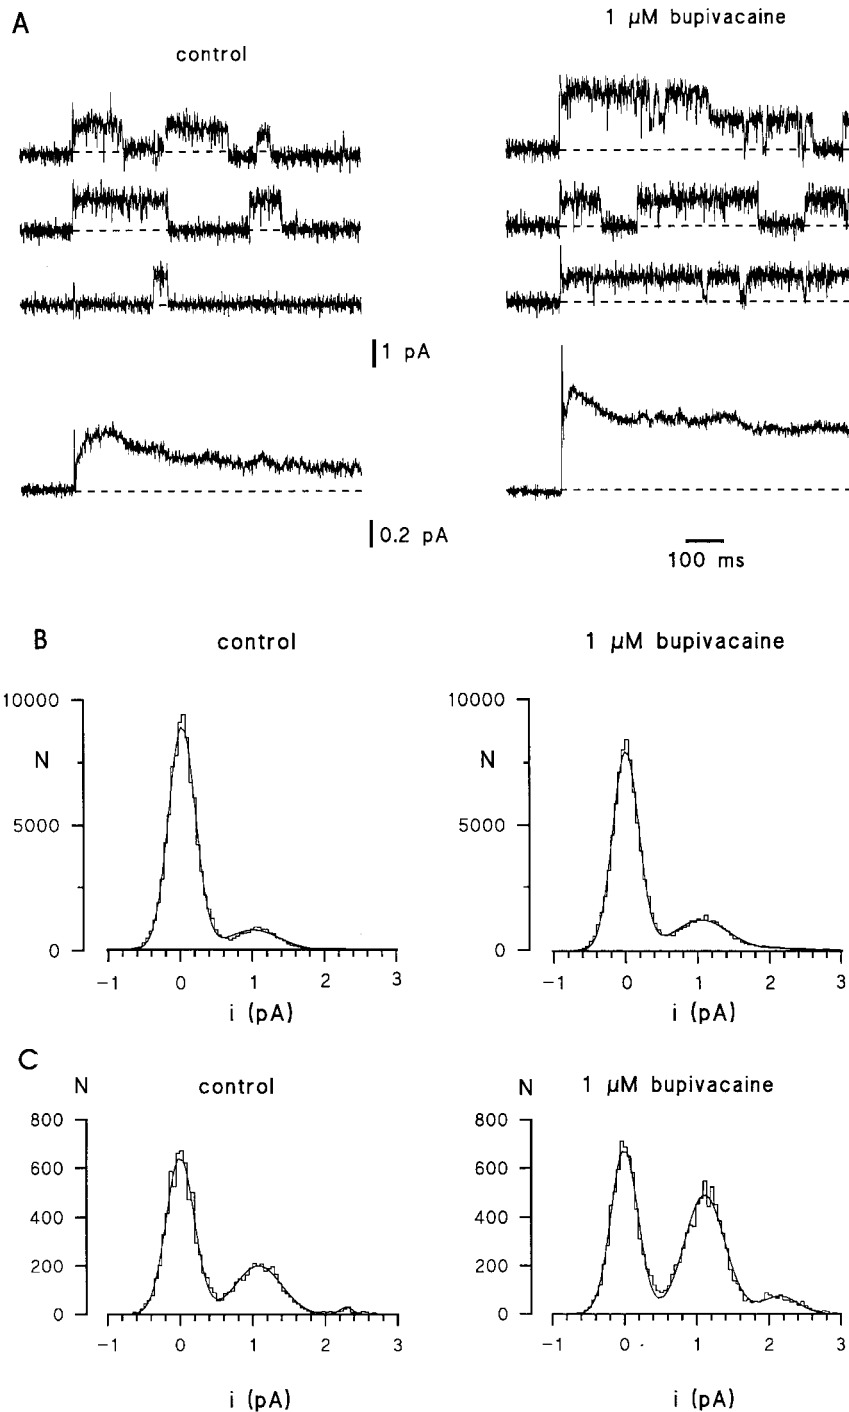 A
control
1 μM bupivacaine
1 pA
0.2 pA
100 ms
B
control
1 μM bupivacaine
10000
N
5000
0
−1 0 1 2 3
i (pA)
10000
N
5000
0
−1 0 1 2 3
i (pA)
C
N
control
800
600
400
200
0
−1 0 1 2 3
i (pA)
N
1 μM bupivacaine
800
600
400
200
0
−1 0 1 2 3
i (pA)